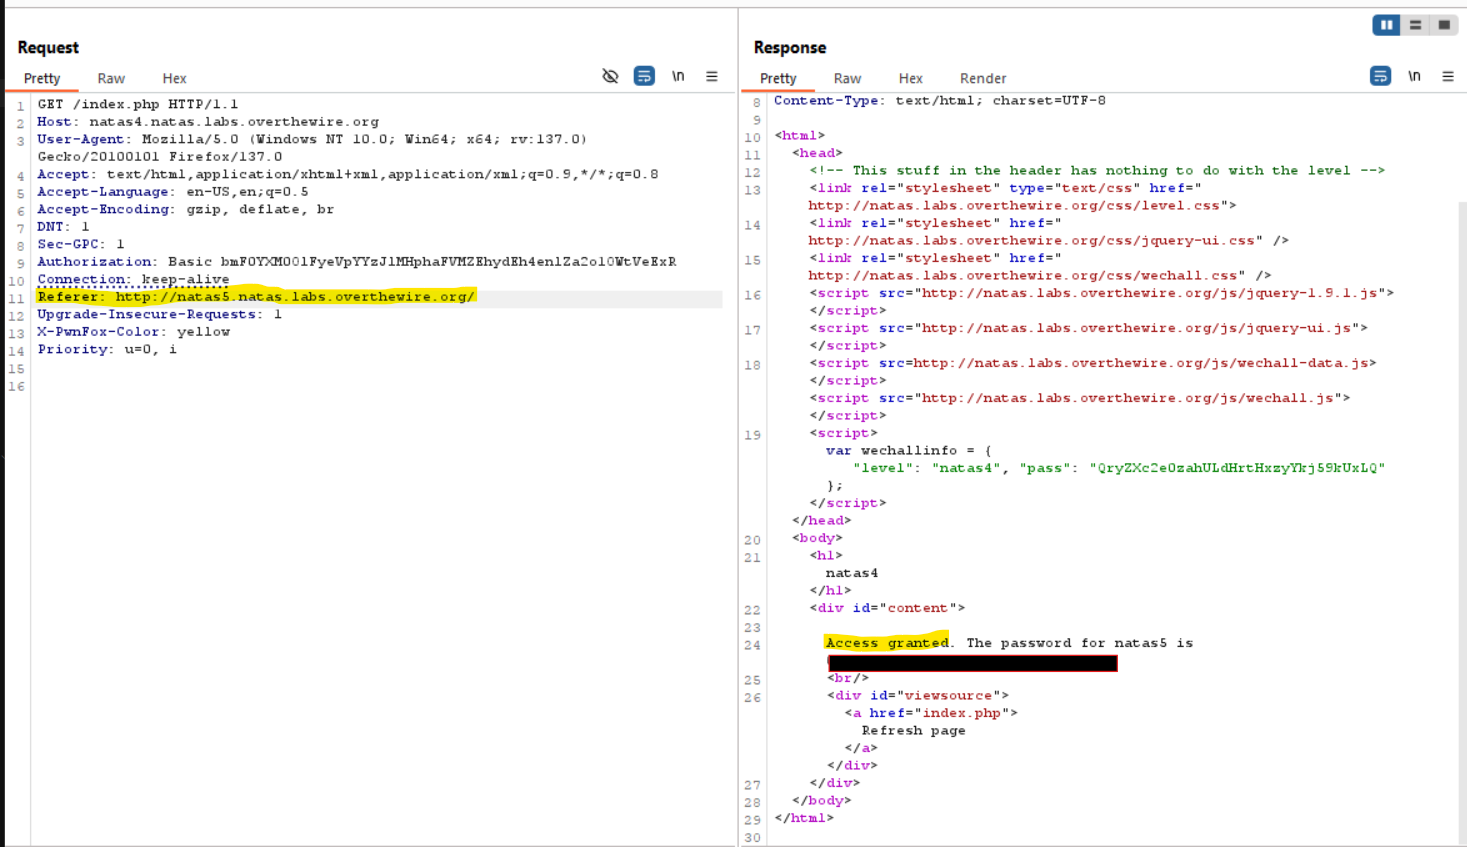 Request
Pretty Raw Hex
\n
1 GET /index.php HTTP/1.1
2 Host: natas4.natas.labs.overthewire.org
3 User-Agent: Mozilla/5.0 (Windows NT 10.0; Win64; x64; rv:137.0)
Gecko/20100101 Firefox/137.0
4 Accept: text/html,application/xhtml+xml,application/xml;q=0.9,*/*;q=0.8
5 Accept-Language: en-US,en;q=0.5
6 Accept-Encoding: gzip, deflate, br
7 DNT: 1
8 Sec-GPC: 1
9 Authorization: Basic
10 Connection: keep-alive
11 Referer: http://natas5.natas.labs.overthewire.org/
12 Upgrade-Insecure-Requests: 1
13 X-PwnFox-Color: yellow
14 Priority: u=0, i
15
16
Response
Pretty Raw Hex Render
\n
8 Content-Type: text/html; charset=UTF-8
9
10 <html>
11 <head>
12 <!-- This stuff in the header has nothing to do with the level -->
13 <link rel="stylesheet" type="text/css" href="
http://natas.labs.overthewire.org/css/level.css">
14 <link rel="stylesheet" href="
http://natas.labs.overthewire.org/css/jquery-ui.css" />
15 <link rel="stylesheet" href="
http://natas.labs.overthewire.org/css/wechall.css" />
16 <script src="http://natas.labs.overthewire.org/js/jquery-1.9.1.js">
</script>
17 <script src="http://natas.labs.overthewire.org/js/jquery-ui.js">
</script>
18 <script src=http://natas.labs.overthewire.org/js/wechall-data.js>
</script>
<script src="http://natas.labs.overthewire.org/js/wechall.js">
</script>
19 <script>
var wechallinfo = {
"level": "natas4", "pass": "QryZXc2e0zahULdHrtHxzyYkj59kUxLQ"
};
</script>
</head>
20 <body>
21 <h1>
natas4
</h1>
22 <div id="content">
23
24 Access granted. The password for natas5 is
25 <br/>
26 <div id="viewsource">
<a href="index.php">
Refresh page
</a>
</div>
27 </div>
28 </body>
29 </html>
30